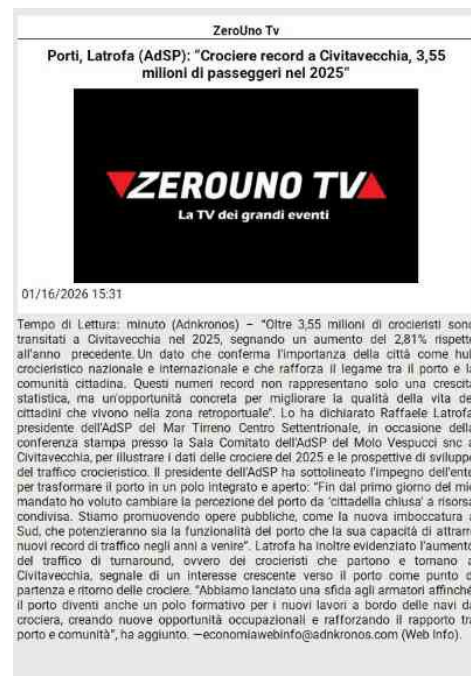 ZeroUno Tv
Porti, Latrofa (AdSP): "Crociere record a Civitavecchia, 3,55
milioni di passeggeri nel 2025"
ZEROUNO TV
La TV dei grandi eventi
01/16/2026 15:31
Tempo di Lettura: minuto (Adnkronos) – "Oltre 3,55 milioni di crocieristi sono
transitati a Civitavecchia nel 2025, segnando un aumento del 2,81% rispetto
all'anno precedente. Un dato che conferma l'importanza della città come hub
crocieristico nazionale e internazionale e che rafforza il legame tra il porto e la
comunità cittadina. Questi numeri record non rappresentano solo una crescita
statistica, ma un'opportunità concreta per migliorare la qualità della vita dei
cittadini che vivono nella zona retroportuale". Lo ha dichiarato Raffaele Latrofa
presidente dell'AdSP del Mar Tirreno Centro Settentrionale, in occasione della
conferenza stampa presso la Sala Comitato dell'AdSP del Molo Vespucci snc a
Civitavecchia, per illustrare i dati delle crociere del 2025 e le prospettive di sviluppo
del traffico crocieristico. Il presidente dell'AdSP ha sottolineato l'impegno dell'ente
per trasformare il porto in un polo integrato e aperto: "Fin dal primo giorno del mio
mandato ho voluto cambiare la percezione del porto da 'cittadella chiusa' a risorsa
condivisa. Stiamo promuovendo opere pubbliche, come la nuova imboccatura a
Sud, che potenzieranno sia la funzionalità del porto che la sua capacità di attrarre
nuovi record di traffico negli anni a venire". Latrofa ha inoltre evidenziato l'aumento
del traffico di turnaround, ovvero dei crocieristi che partono e tornano a
Civitavecchia, segnale di un interesse crescente verso il porto come punto di
partenza e ritorno delle crociere. "Abbiamo lanciato una sfida agli armatori affinché
il porto diventi anche un polo formativo per i nuovi lavori a bordo delle navi da
crociera, creando nuove opportunità occupazionali e rafforzando il rapporto tra
porto e comunità", ha aggiunto. —economiawebinfo@adnkronos.com (Web Info).